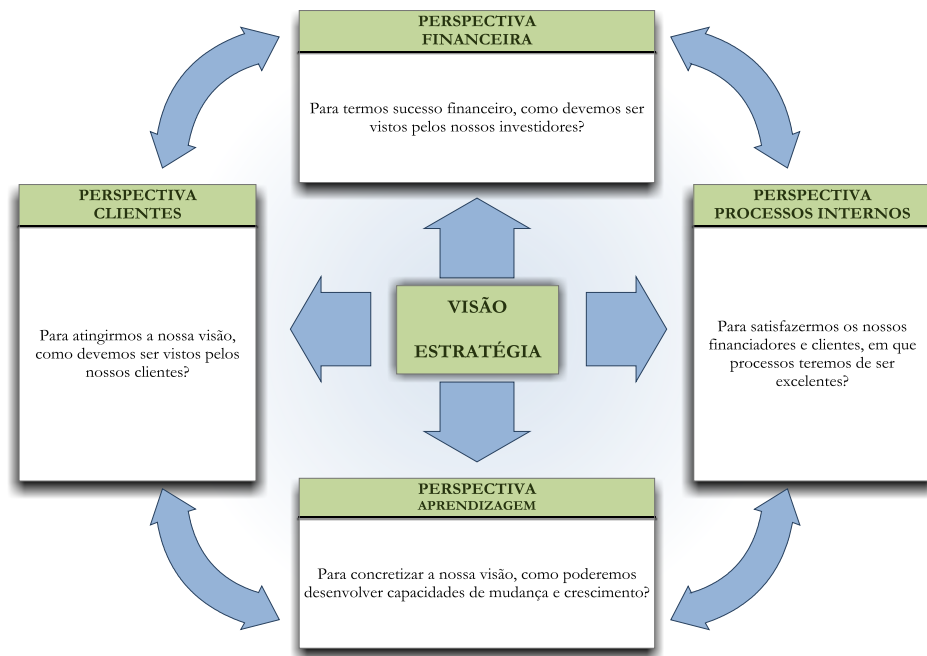 PERSPECTIVA
FINANCEIRA
Para termos sucesso financeiro, como devemos ser
vistos pelos nossos investidores?
PERSPECTIVA
CLIENTES
Para atingirmos a nossa visão,
como devemos ser vistos pelos
nossos clientes?
VISÃO
ESTRATÉGIA
PERSPECTIVA
PROCESSOS INTERNOS
Para satisfazermos os nossos
financiadores e clientes, em que
processos teremos de ser
excelentes?
PERSPECTIVA
APRENDIZAGEM
Para concretizar a nossa visão, como poderemos
desenvolver capacidades de mudança e crescimento?